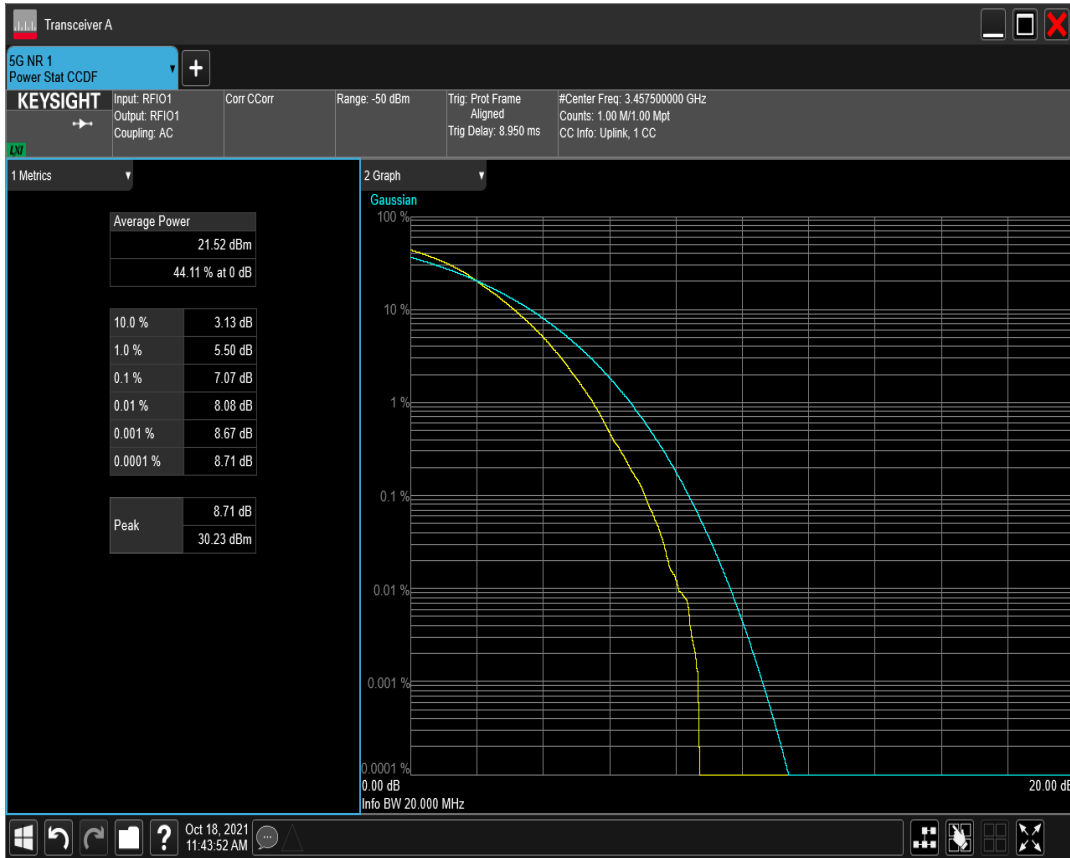 Transceiver A
5G NR 1
Power Stat CCDF
+
KEYSIGHT
LXI
Input: RFIO1
Output: RFIO1
Coupling: AC
Corr CCorr
Range: -50 dBm
Trig: Prot Frame
Aligned
Trig Delay: 8.950 ms
#Center Freq: 3.457500000 GHz
Counts: 1.00 M/1.00 Mpt
CC Info: Uplink, 1 CC
1 Metrics
Average Power
21.52 dBm
44.11 % at 0 dB
10.0 % 3.13 dB
1.0 % 5.50 dB
0.1 % 7.07 dB
0.01 % 8.08 dB
0.001 % 8.67 dB
0.0001 % 8.71 dB
Peak
8.71 dB
30.23 dBm
2 Graph
Gaussian
100 %
10 %
1 %
0.1 %
0.01 %
0.001 %
0.0001 %
0.00 dB 20.00 dB
Info BW 20.000 MHz
?
Oct 18, 2021
11:43:52 AM